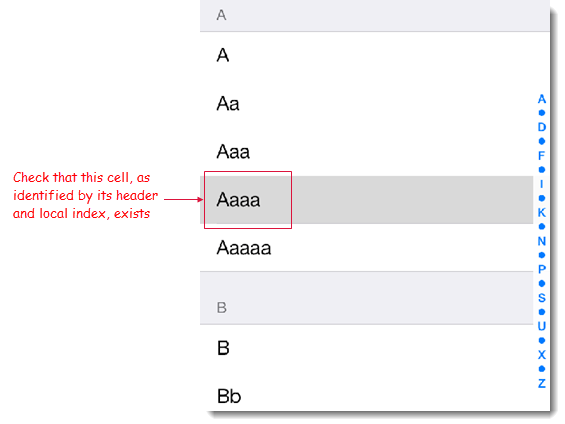 A
A
Aa
Aaa
Check that this cell, as
identified by its header
and local index, exists
Aaaa
Aaaaa
B
B
Bb
A
D
F
I
K
N
P
S
U
X
Z